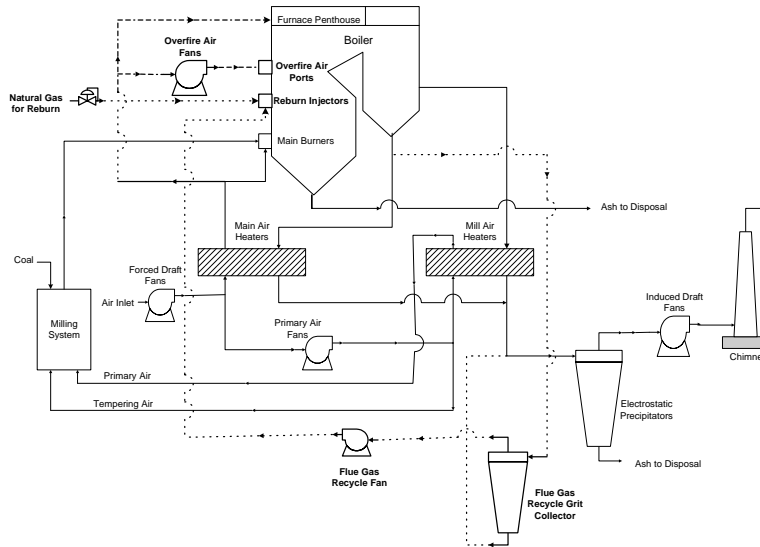 Furnace Penthouse
Boiler
Overfire Air
Fans
Overfire Air
Ports
Natural Gas
for Reburn
Reburn Injectors
Main Burners
Ash to Disposal
Main Air
Heaters
Mill Air
Heaters
Coal
Forced Draft
Fans
Air Inlet
Milling
System
Primary Air
Fans
Induced Draft
Fans
Chimne
Primary Air
Tempering Air
Electrostatic
Precipitators
Ash to Disposal
Flue Gas
Recycle Fan
Flue Gas
Recycle Grit
Collector